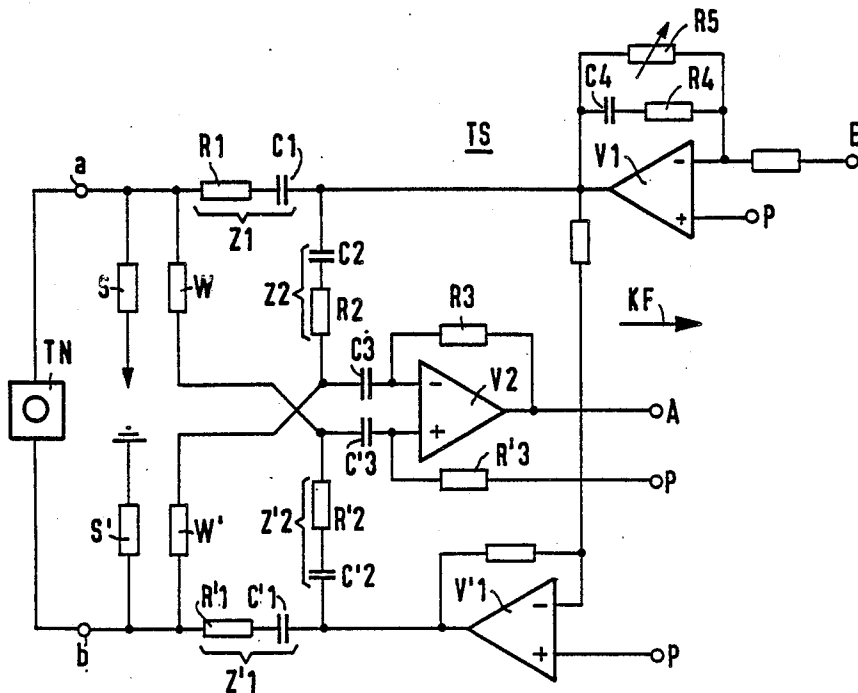 R5
C4
R4
TS
E
a
R1
C1
V1
-
+
P
Z1
C2
S
W
Z2
R2
R3
KF
TN
C3
-
V2
+
A
C'3
R'3
P
S'
W'
Z'2
R'2
C'2
R'1
C'1
V'1
-
+
P
b
Z'1